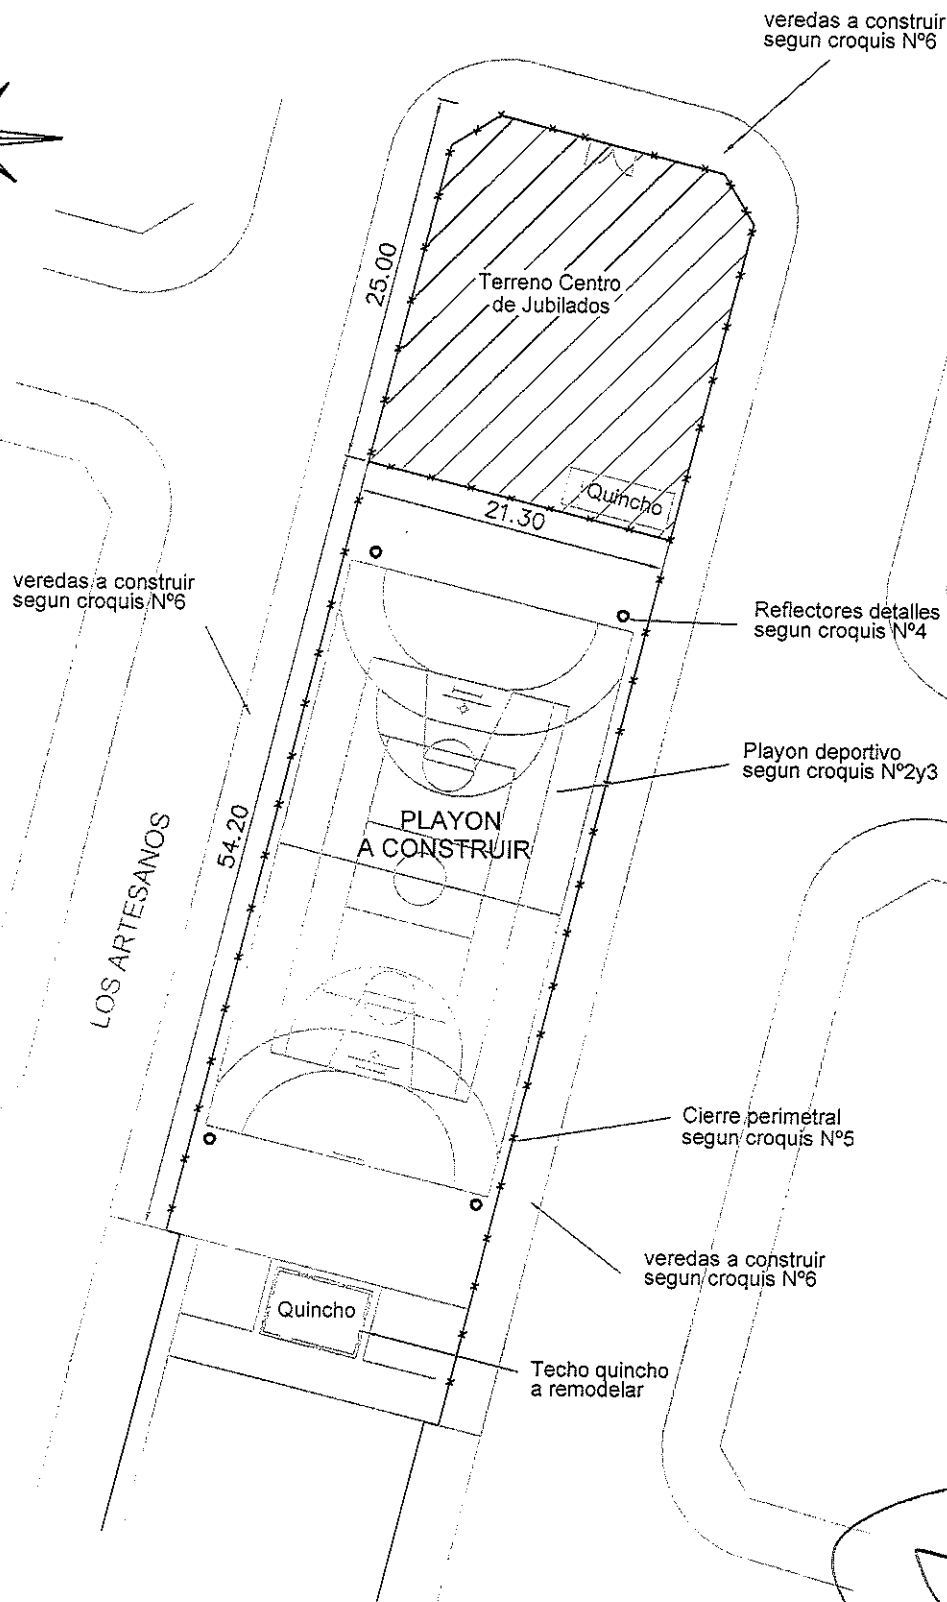 veredas a construir
segun croquis Nº6
25.00
Terreno Centro
de Jubilados
Quincho
21.30
veredas a construir
segun croquis Nº6
Reflectores detalles
segun croquis Nº4
Playon deportivo
segun croquis Nº2y3
PLAYON
A CONSTRUIR
54.20
LOS ARTESANOS
Cierre perimetral
segun croquis Nº5
veredas a construir
segun croquis Nº6
Quincho
Techo quincho
a remodelar